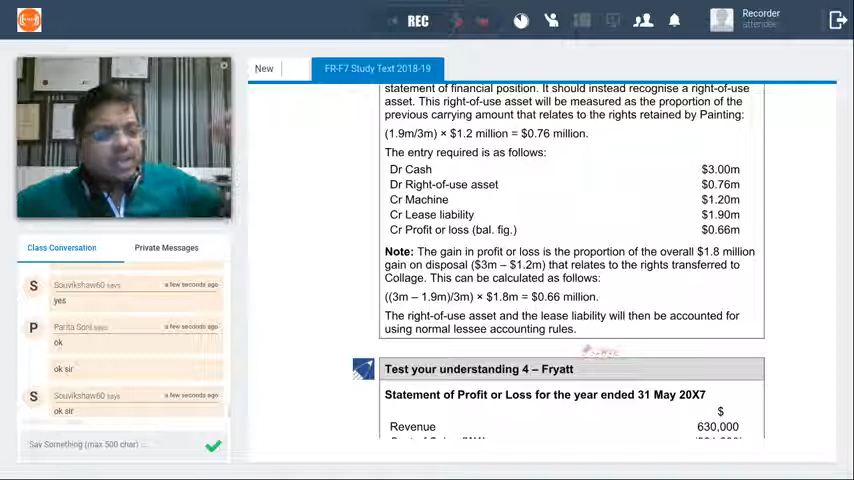 REC
Recorder
attendee
New
FR-F7 Study Text 2018-19
statement of financial position. It should instead recognise a right-of-use
asset. This right-of-use asset will be measured as the proportion of the
previous carrying amount that relates to the rights retained by Painting:
(1.9m/3m) × $1.2 million = $0.76 million.
The entry required is as follows:
Dr Cash $3.00m
Dr Right-of-use asset $0.76m
Cr Machine $1.20m
Cr Lease liability $1.90m
Cr Profit or loss (bal. fig.) $0.66m
Note: The gain in profit or loss is the proportion of the overall $1.8 million
gain on disposal ($3m – $1.2m) that relates to the rights transferred to
Collage. This can be calculated as follows:
((3m – 1.9m)/3m) × $1.8m = $0.66 million.
The right-of-use asset and the lease liability will then be accounted for
using normal lessee accounting rules.
Test your understanding 4 – Fryatt
Statement of Profit or Loss for the year ended 31 May 20X7
$
Revenue 630,000
Class Conversation Private Messages
S Souvikshaw60 says a few seconds ago
yes
P Parita Soni says a few seconds ago
ok
ok sir
S Souvikshaw60 says a few seconds ago
ok sir
Say Something (max 500 char) ....